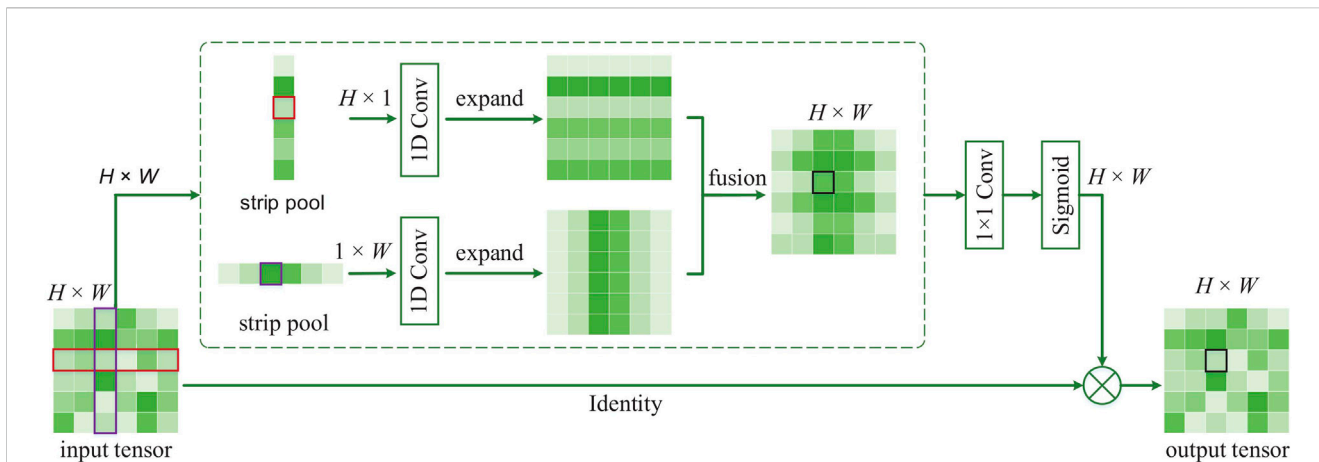 H × 1
1D Conv
expand
strip pool
H × W
H × W
fusion
1×1 Conv
Sigmoid
H × W
1 × W
1D Conv
expand
strip pool
H × W
input tensor
Identity
H × W
output tensor